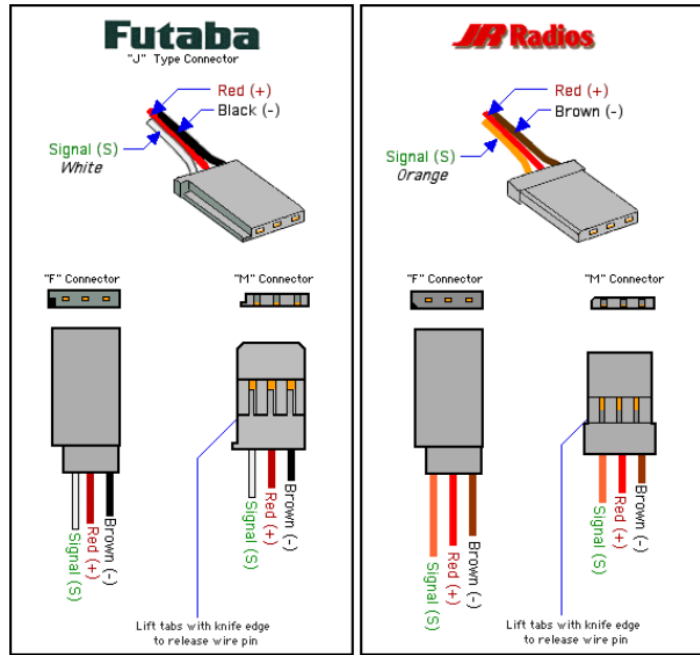 Futaba
"J" Type Connector
Red (+)
Black (-)
Signal (S)
White
"F" Connector
"M" Connector
Signal (S)
Red (+)
Brown (-)
Signal (S)
Red (+)
Brown (-)
Lift tabs with knife edge
to release wire pin
JR Radios
Red (+)
Brown (-)
Signal (S)
Orange
"F" Connector
"M" Connector
Signal (S)
Red (+)
Brown (-)
Signal (S)
Red (+)
Brown (-)
Lift tabs with knife edge
to release wire pin